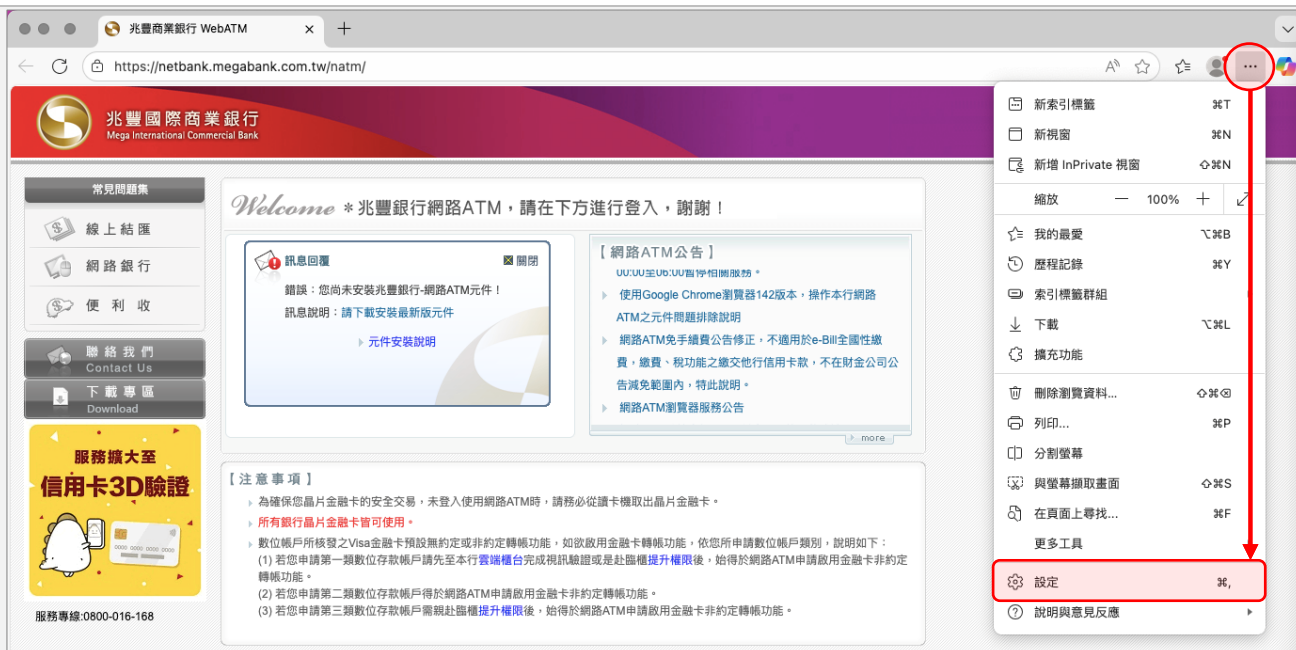 兆豐商業銀行 WebATM
https://netbank.megabank.com.tw/natm/
兆豐國際商業銀行
Mega International Commercial Bank
常見問題集
線上結匯
網路銀行
便利收
聯絡我們
Contact Us
下載專區
Download
服務擴大至
信用卡3D驗證
0000 0000 0000 0000
服務專線:0800-016-168
Welcome *兆豐銀行網路ATM，請在下方進行登入，謝謝！
訊息回覆
關閉
錯誤：您尚未安裝兆豐銀行-網路ATM元件！
訊息說明：請下載安裝最新版元件
元件安裝說明
【網路ATM公告】
00:00至06:00暫停相關服務。
使用Google Chrome瀏覽器142版本，操作本行網路
ATM之元件問題排除說明
網路ATM免手續費公告修正，不適用於e-Bill全國性繳
費，繳費、稅功能之繳交他行信用卡款，不在財金公司公
告減免範圍內，特此說明。
網路ATM瀏覽器服務公告
more
【注意事項】
為確保您晶片金融卡的安全交易，未登入使用網路ATM時，請務必從讀卡機取出晶片金融卡。
所有銀行晶片金融卡皆可使用。
數位帳戶所核發之Visa金融卡預設無約定或非約定轉帳功能，如欲啟用金融卡轉帳功能，依您所申請數位帳戶類別，說明如下：
(1) 若您申請第一類數位存款帳戶請先至本行雲端櫃台完成視訊驗證或是赴臨櫃提升權限後，始得於網路ATM申請啟用金融卡非約定
轉帳功能。
(2) 若您申請第二類數位存款帳戶得於網路ATM申請啟用金融卡非約定轉帳功能。
(3) 若您申請第三類數位存款帳戶需親赴臨櫃提升權限後，始得於網路ATM申請啟用金融卡非約定轉帳功能。
新索引標籤 ⌘T
新視窗 ⌘N
新增 InPrivate 視窗 ⇧⌘N
縮放 — 100% +
我的最愛 ⌥⌘B
歷程記錄 ⌘Y
索引標籤群組
下載 ⌥⌘L
擴充功能
刪除瀏覽資料... ⇧⌘⌫
列印... ⌘P
分割螢幕
與螢幕擷取畫面 ⇧⌘S
在頁面上尋找... ⌘F
更多工具
設定 ⌘,
說明與意見反應